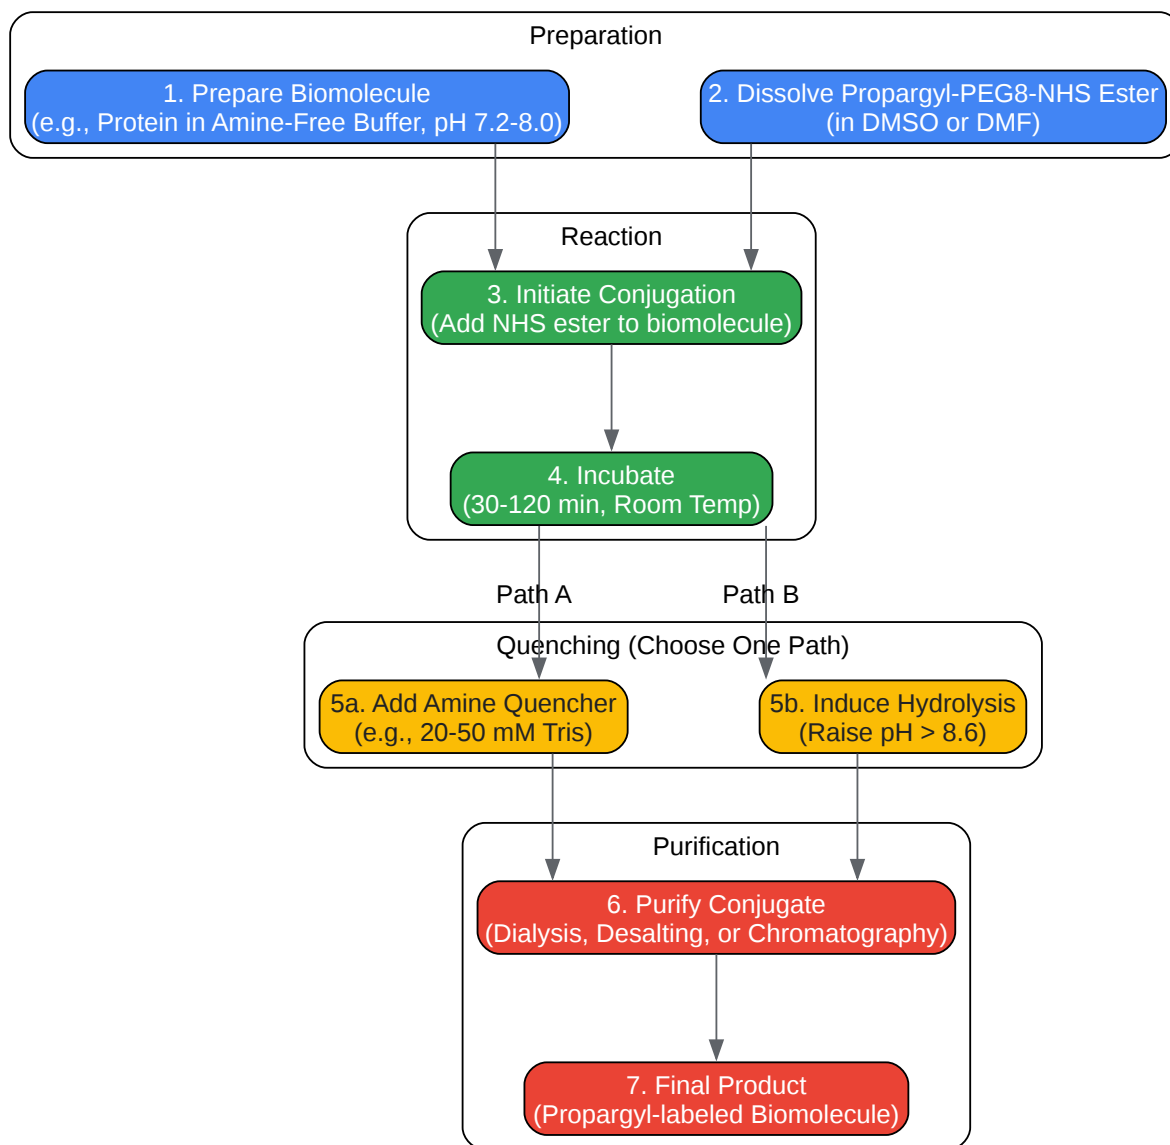 Preparation
1. Prepare Biomolecule
(e.g., Protein in Amine-Free Buffer, pH 7.2-8.0)
2. Dissolve Propargyl-PEG8-NHS Ester
(in DMSO or DMF)
Reaction
3. Initiate Conjugation
(Add NHS ester to biomolecule)
4. Incubate
(30-120 min, Room Temp)
Path A
Path B
Quenching (Choose One Path)
5a. Add Amine Quencher
(e.g., 20-50 mM Tris)
5b. Induce Hydrolysis
(Raise pH > 8.6)
Purification
6. Purify Conjugate
(Dialysis, Desalting, or Chromatography)
7. Final Product
(Propargyl-labeled Biomolecule)